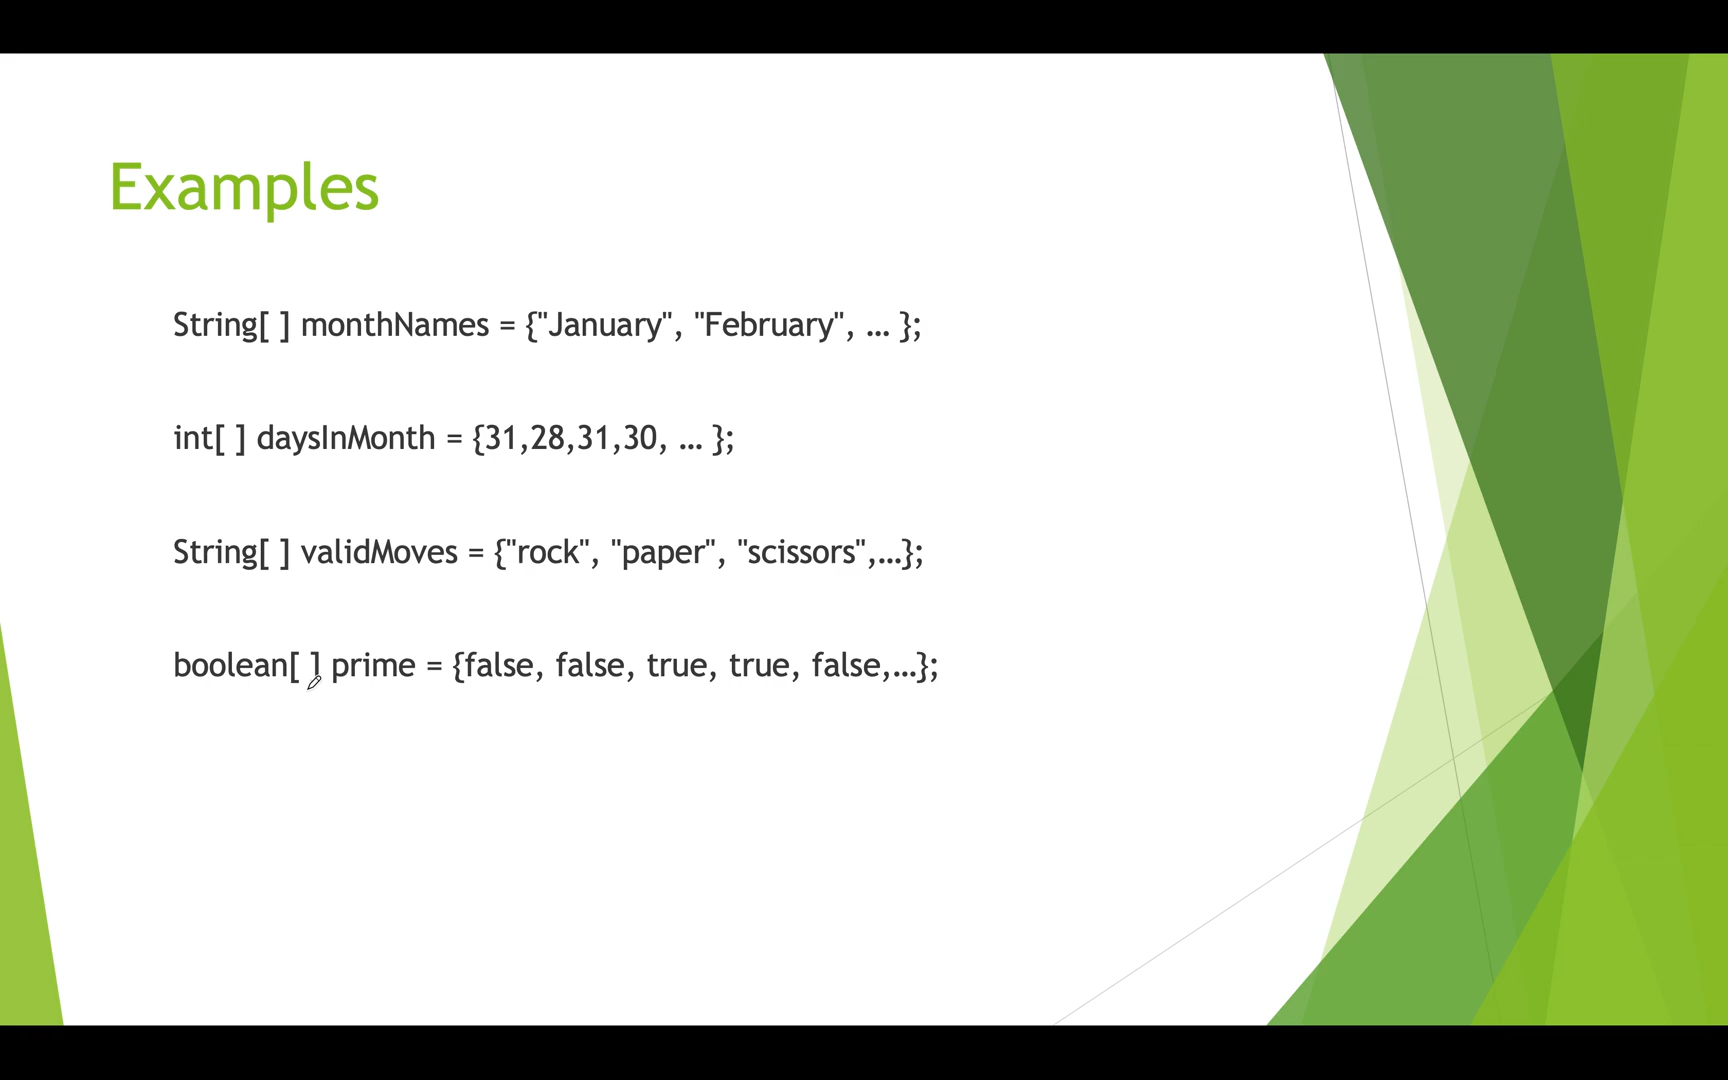 Examples
String[ ] monthNames = {"January", "February", … };
int[ ] daysInMonth = {31,28,31,30, … };
String[ ] validMoves = {"rock", "paper", "scissors",…};
boolean[ ] prime = {false, false, true, true, false,…};